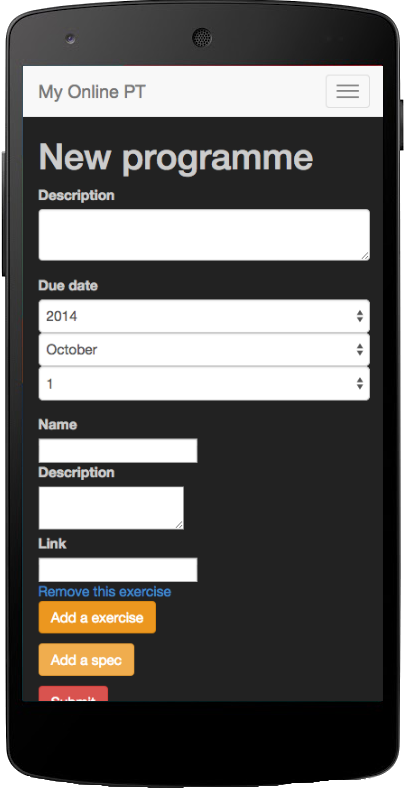 My Online PT
New programme
Description
Due date
2014
October
1
Name
Description
Link
Remove this exercise
Add a exercise
Add a spec
Submit